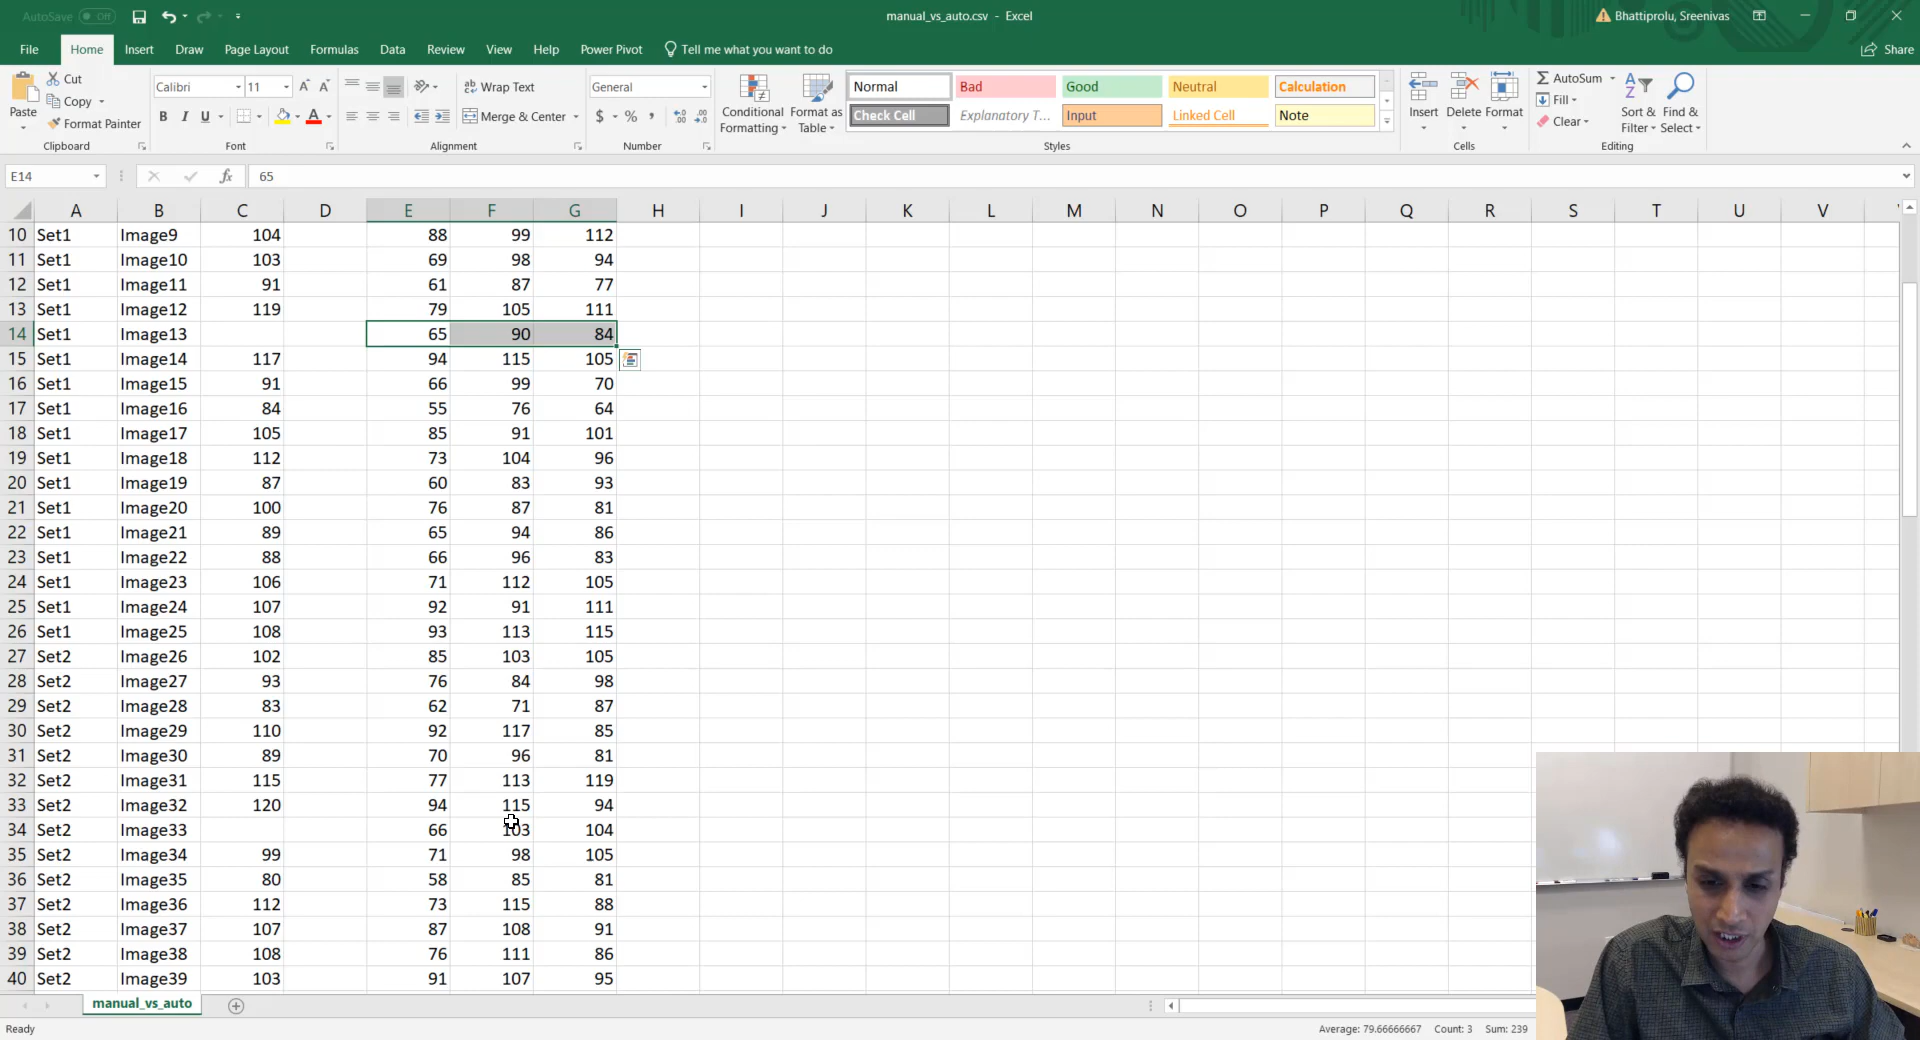 AutoSave Off
manual_vs_auto.csv - Excel
Bhattiprolu, Sreenivas
File Home Insert Draw Page Layout Formulas Data Review View Help Power Pivot Tell me what you want to do
Share
Paste
Cut
Copy
Format Painter
Clipboard
Calibri 11
B I U
Font
Wrap Text
Merge & Center
Alignment
General
$ % ,
Number
Conditional Formatting
Format as Table
Normal Bad Good Neutral Calculation
Check Cell Explanatory T... Input Linked Cell Note
Styles
Insert Delete Format
Cells
AutoSum
Fill
Clear
Sort & Filter
Find & Select
Editing
E14 fx 65
A B C D E F G H I J K L M N O P Q R S T U V
10 Set1 Image9 104 88 99 112
11 Set1 Image10 103 69 98 94
12 Set1 Image11 91 61 87 77
13 Set1 Image12 119 79 105 111
14 Set1 Image13 65 90 84
15 Set1 Image14 117 94 115 105
16 Set1 Image15 91 66 99 70
17 Set1 Image16 84 55 76 64
18 Set1 Image17 105 85 91 101
19 Set1 Image18 112 73 104 96
20 Set1 Image19 87 60 83 93
21 Set1 Image20 100 76 87 81
22 Set1 Image21 89 65 94 86
23 Set1 Image22 88 66 96 83
24 Set1 Image23 106 71 112 105
25 Set1 Image24 107 92 91 111
26 Set1 Image25 108 93 113 115
27 Set2 Image26 102 85 103 105
28 Set2 Image27 93 76 84 98
29 Set2 Image28 83 62 71 87
30 Set2 Image29 110 92 117 85
31 Set2 Image30 89 70 96 81
32 Set2 Image31 115 77 113 119
33 Set2 Image32 120 94 115 94
34 Set2 Image33 66 103 104
35 Set2 Image34 99 71 98 105
36 Set2 Image35 80 58 85 81
37 Set2 Image36 112 73 115 88
38 Set2 Image37 107 87 108 91
39 Set2 Image38 108 76 111 86
40 Set2 Image39 103 91 107 95
manual_vs_auto
Ready
Average: 79.66666667 Count: 3 Sum: 239